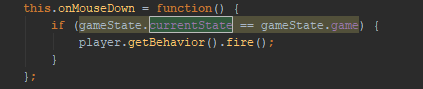 this.onMouseDown = function() {
    if (gameState.currentState == gameState.game) {
        player.getBehavior().fire();
    }
};